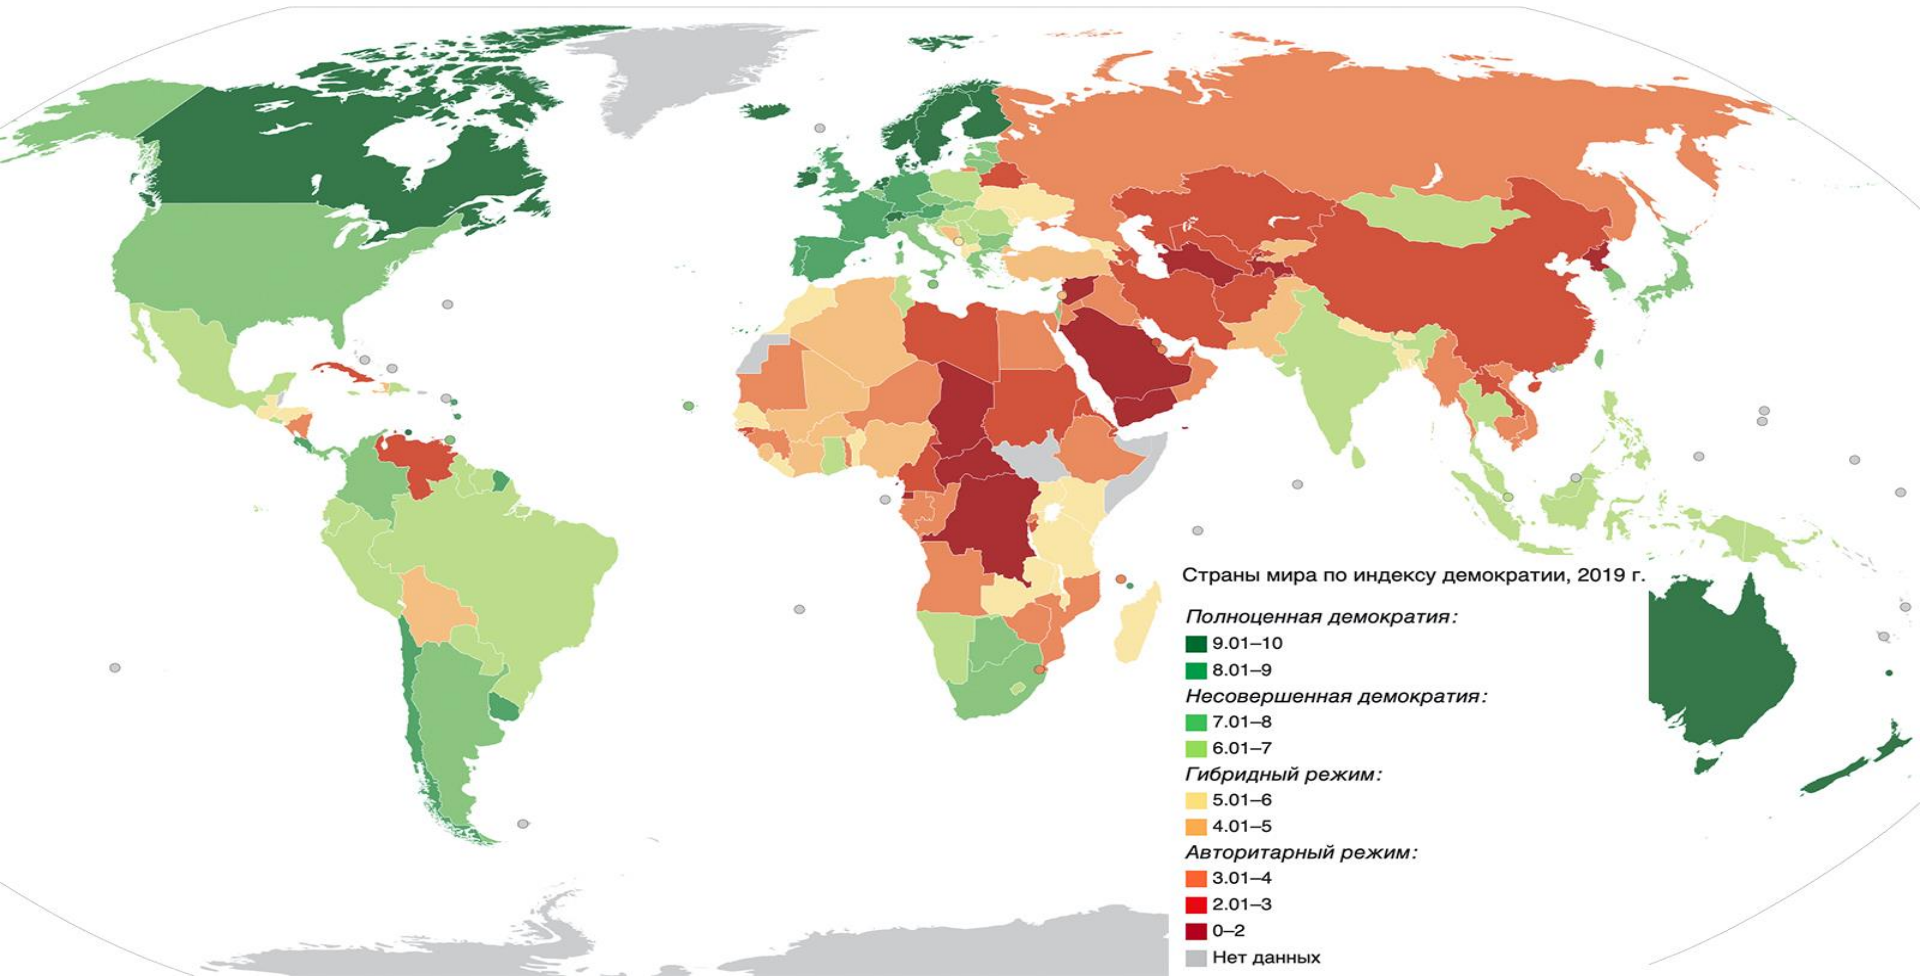 Страны мира по индексу демократии, 2019 г.
Полноценная демократия:
9.01–10
8.01–9
Несовершенная демократия:
7.01–8
6.01–7
Гибридный режим:
5.01–6
4.01–5
Авторитарный режим:
3.01–4
2.01–3
0–2
Нет данных